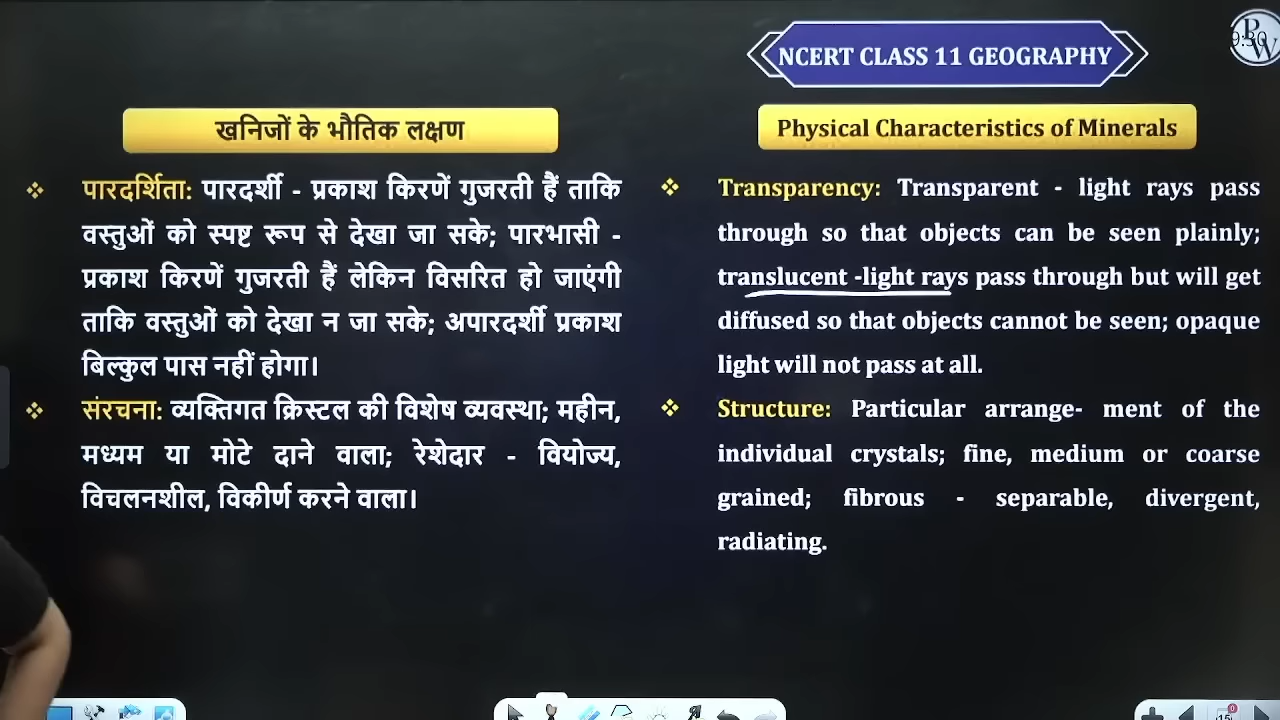 NCERT CLASS 11 GEOGRAPHY
PW
9:30
खनिजों के भौतिक लक्षण
पारदर्शिता: पारदर्शी - प्रकाश किरणें गुजरती हैं ताकि
वस्तुओं को स्पष्ट रूप से देखा जा सके; पारभासी -
प्रकाश किरणें गुजरती हैं लेकिन विसरित हो जाएंगी
ताकि वस्तुओं को देखा न जा सके; अपारदर्शी प्रकाश
बिल्कुल पास नहीं होगा।
संरचना: व्यक्तिगत क्रिस्टल की विशेष व्यवस्था; महीन,
मध्यम या मोटे दाने वाला; रेशेदार - वियोज्य,
विचलनशील, विकीर्ण करने वाला।
Physical Characteristics of Minerals
Transparency: Transparent - light rays pass
through so that objects can be seen plainly;
translucent -light rays pass through but will get
diffused so that objects cannot be seen; opaque
light will not pass at all.
Structure: Particular arrange- ment of the
individual crystals; fine, medium or coarse
grained; fibrous - separable, divergent,
radiating.